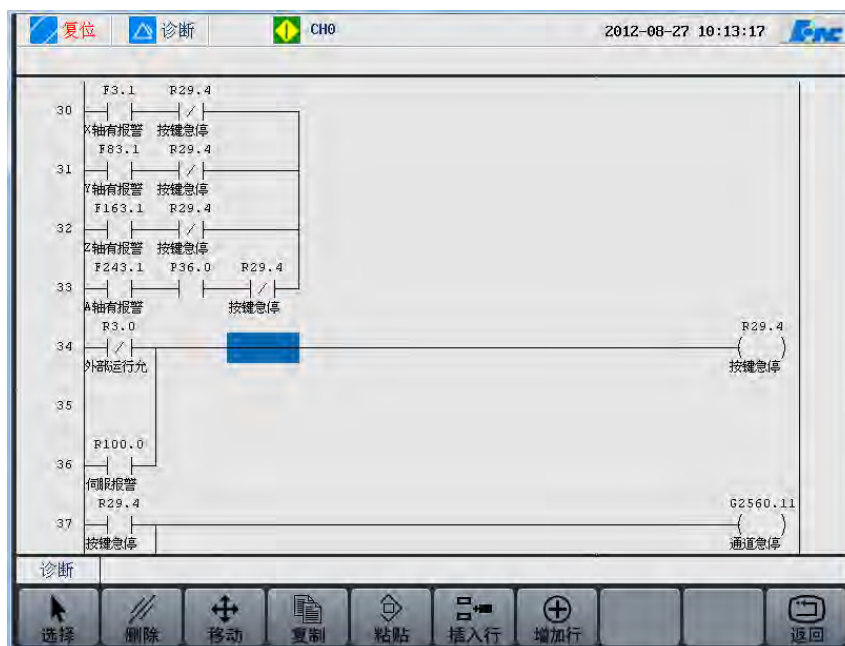 复位 诊断 CH0 2012-08-27 10:13:17
F3.1 R29.4
30
X轴有报警 按键急停
F83.1 R29.4
31
Y轴有报警 按键急停
F163.1 R29.4
32
Z轴有报警 按键急停
F243.1 P36.0 R29.4
33
A轴有报警 按键急停
R3.0 R29.4
34
外部运行允 按键急停
35
R100.0
36
伺服报警
R29.4 G2560.11
37
按键急停 通道急停
诊断
选择 删除 移动 复制 粘贴 插入行 增加行 返回